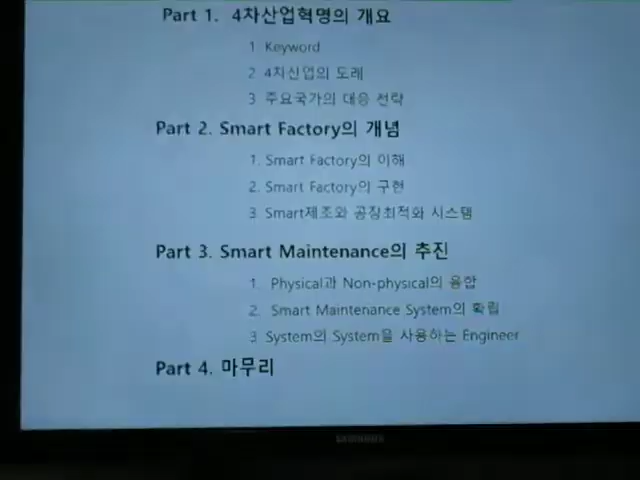 Part 1. 4차산업혁명의 개요
1 Keyword
2 4차산업의 도래
3 주요국가의 대응 전략
Part 2. Smart Factory의 개념
1. Smart Factory의 이해
2. Smart Factory의 구현
3 Smart제조와 공장최적화 시스템
Part 3. Smart Maintenance의 추진
1. Physical과 Non-physical의 융합
2. Smart Maintenance System의 확립
3 System의 System을 사용하는 Engineer
Part 4. 마무리
SAMSUNG